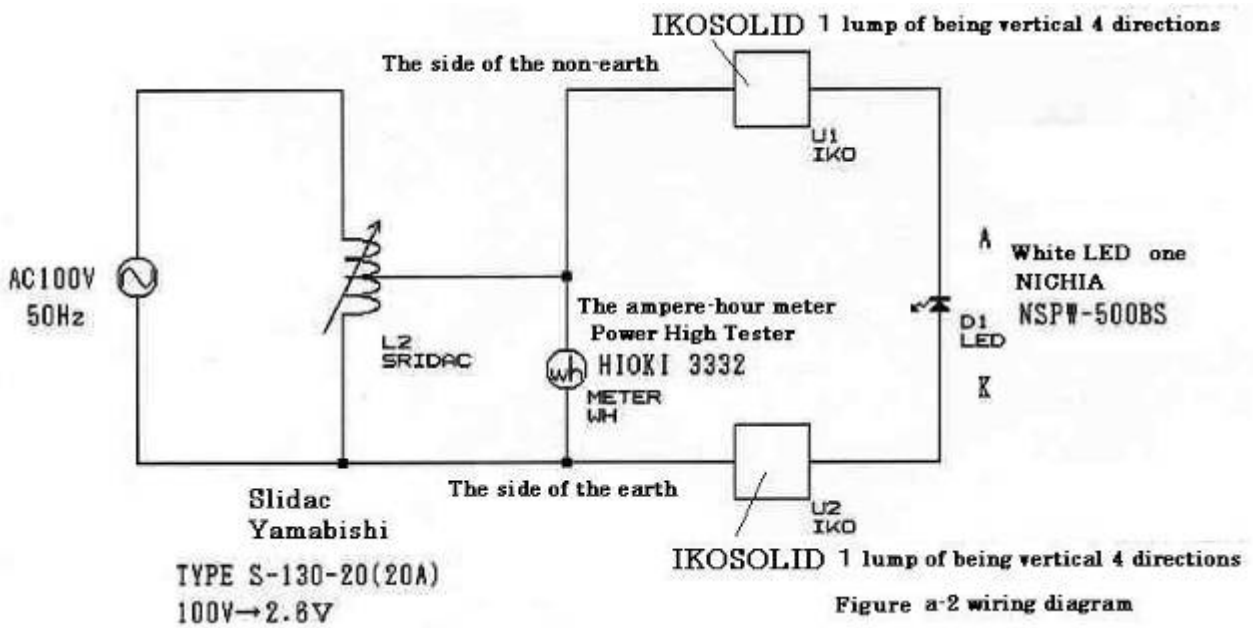 IKOSOLID 1 lump of being vertical 4 directions
The side of the non-earth
U1
IKO
AC100V
50Hz
L2
SRIDAC
The ampere-hour meter
Power High Tester
wh HIOKI 3332
METER
WH
A
White LED one
NICHIA
NSPW-500BS
D1
LED
K
The side of the earth
U2
IKO
Slidac
Yamabishi
TYPE S-130-20(20A)
100V→2.6V
IKOSOLID 1 lump of being vertical 4 directions
Figure a-2 wiring diagram